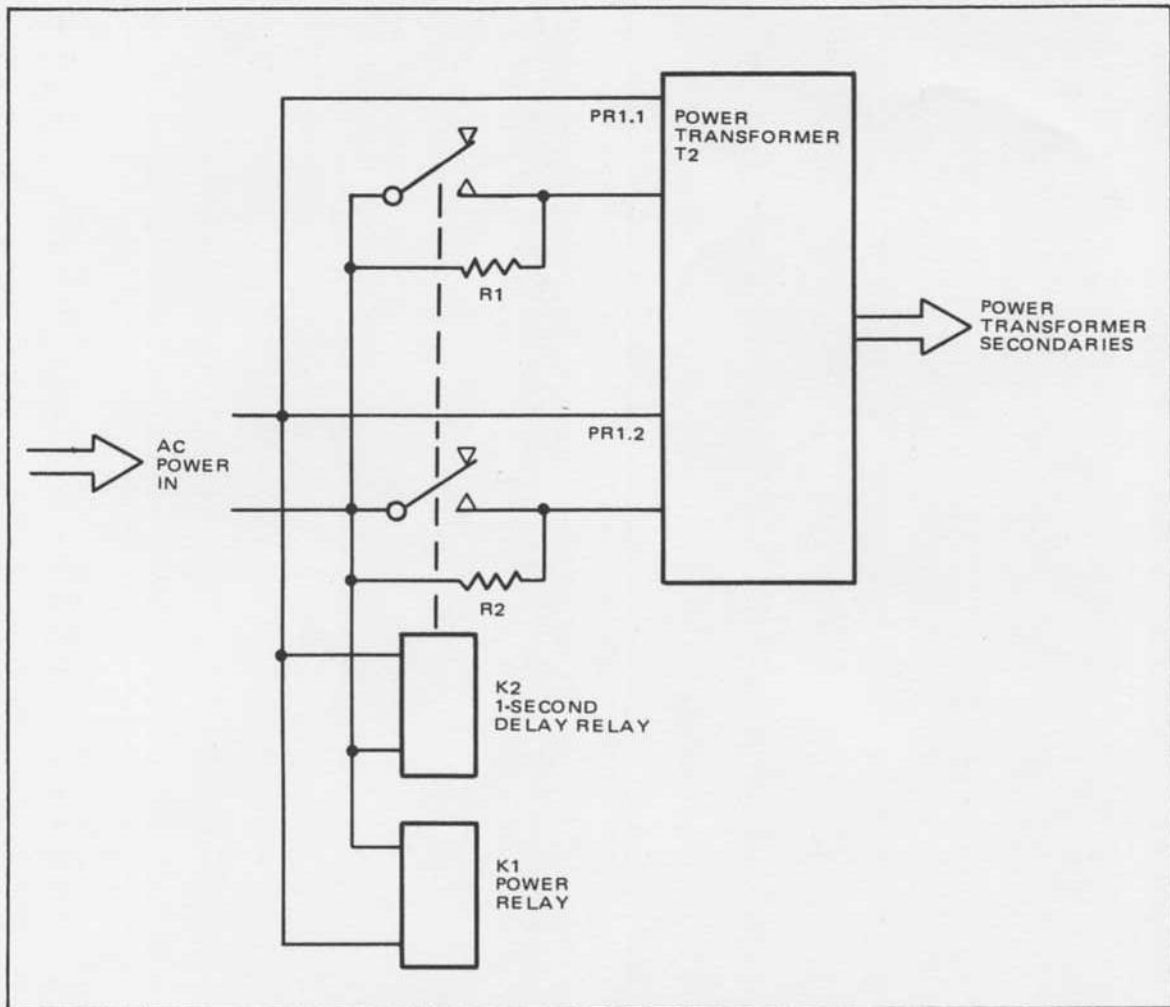 PR1.1
POWER
TRANSFORMER
T2
R1
POWER
TRANSFORMER
SECONDARIES
PR1.2
AC
POWER
IN
R2
K2
1-SECOND
DELAY RELAY
K1
POWER
RELAY